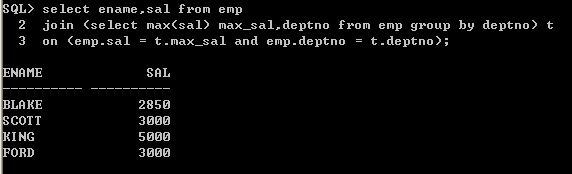 SQL> select ename,sal from emp
2 join (select max(sal) max_sal,deptno from emp group by deptno) t
3 on (emp.sal = t.max_sal and emp.deptno = t.deptno);
ENAME SAL
---------- ----------
BLAKE 2850
SCOTT 3000
KING 5000
FORD 3000